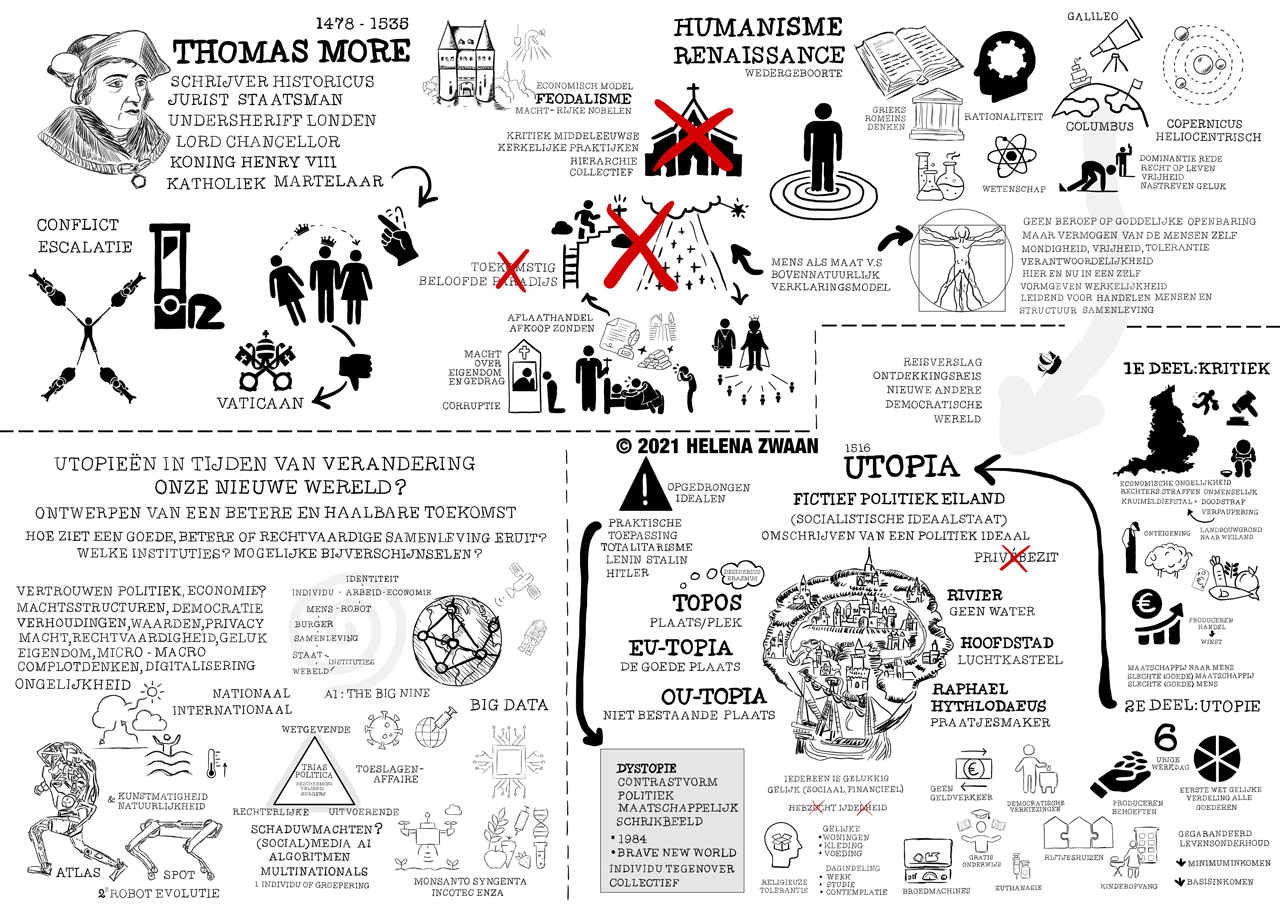 1478 - 1535
THOMAS MORE
SCHRIJVER HISTORICUS
JURIST STAATSMAN
UNDERSHERIFF LONDEN
LORD CHANCELLOR
KONING HENRY VIII
KATHOLIEK MARTELAAR
CONFLICT
ESCALATIE
VATICAAN
ECONOMISCH MODEL
FEODALISME
MACHT- RIJKE NOBELEN
KRITIEK MIDDELEEUWSE
KERKELIJKE PRAKTIJKEN
HIERARCHIE
COLLECTIEF
TOEKOMSTIG
BELOOFDE PARADIJS
AFLAATHANDEL
AFKOOP ZONDEN
MACHT
OVER
EIGENDOM
EN GEDRAG
CORRUPTIE
HUMANISME
RENAISSANCE
WEDERGEBOORTE
GRIEKS
ROMEINS
DENKEN
RATIONALITEIT
WETENSCHAP
GALILEO
COLUMBUS
COPERNICUS
HELIOCENTRISCH
DOMINANTIE REDE
RECHT OP LEVEN
VRIJHEID
NASTREVEN GELUK
MENS ALS MAAT V.S
BOVENNATUURLIJK
VERKLARINGSMODEL
GEEN BEROEP OP GODDELIJKE OPENBARING
MAAR VERMOGEN VAN DE MENSEN ZELF
MONDIGHEID, VRIJHEID, TOLERANTIE
VERANTWOORDELIJKHEID
HIER EN NU IN EEN ZELF
VORMGEVEN WERKELIJKHEID
LEIDEND VOOR HANDELEN MENSEN EN
STRUCTUUR SAMENLEVING
REISVERSLAG
ONTDEKKINGSREIS
NIEUWE ANDERE
DEMOCRATISCHE
WERELD
1E DEEL:KRITIEK
ECONOMISCHE ONGELIJKHEID
RECHTERS STRAFFEN ONMENSELIJK
KRUIMELDIEFSTAL = DOODSTRAF
VERPAUPERING
ONTEIGENING
LANDBOUWGROND
NAAR WEILAND
PRODUCEREN
HANDEL
WINST
MAATSCHAPPIJ NAAR MENS
SLECHTE (GOEDE) MAATSCHAPPIJ
SLECHTE (GOEDE) MENS
© 2021 HELENA ZWAAN
1516
UTOPIA
FICTIEF POLITIEK EILAND
(SOCIALISTISCHE IDEAALSTAAT)
OMSCHRIJVEN VAN EEN POLITIEK IDEAAL
PRIVÉBEZIT
OPGEDRONGEN
IDEALEN
PRAKTISCHE
TOEPASSING
TOTALITARISME
LENIN STALIN
HITLER
DESIDERIUS
ERASMUS
TOPOS
PLAATS/PLEK
EU-TOPIA
DE GOEDE PLAATS
OU-TOPIA
NIET BESTAANDE PLAATS
RIVIER
GEEN WATER
HOOFDSTAD
LUCHTKASTEEL
RAPHAEL
HYTHLODAEUS
PRAATJESMAKER
DYSTOPIE
CONTRASTVORM
POLITIEK
MAATSCHAPPELIJK
SCHRIKBEELD
•1984
•BRAVE NEW WORLD
INDIVIDU TEGENOVER
COLLECTIEF
IEDEREEN IS GELUKKIG
GELIJK (SOCIAAL, FINANCIEEL)
HEBZUCHT IJDELHEID
GELIJKE
• WONINGEN
• KLEDING
• VOEDING
DAGINDELING
• WERK
• STUDIE
• CONTEMPLATIE
RELIGIEUZE
TOLERANTIE
2E DEEL:UTOPIE
6
URIGE
WERKDAG
GEEN
GELDVERKEER
DEMOCRATISCHE
VERKIEZINGEN
PRODUCEREN
BEHOEFTEN
EERSTE WET GELIJKE
VERDELING ALLE
GOEDEREN
BROEDMACHINES
GRATIS
ONDERWIJS
EUTHANASIE
RIJTJESHUIZEN
KINDEROPVANG
GEGARANDEERD
LEVENSONDERHOUD
MINIMUMINKOMEN
BASISINKOMEN
UTOPIEËN IN TIJDEN VAN VERANDERING
ONZE NIEUWE WERELD?
ONTWERPEN VAN EEN BETERE EN HAALBARE TOEKOMST
HOE ZIET EEN GOEDE, BETERE OF RECHTVAARDIGE SAMENLEVING ERUIT?
WELKE INSTITUTIES? MOGELIJKE BIJVERSCHIJNSELEN?
VERTROUWEN POLITIEK, ECONOMIE?
MACHTSSTRUCTUREN, DEMOCRATIE
VERHOUDINGEN, WAARDEN, PRIVACY
MACHT, RECHTVAARDIGHEID, GELUK
EIGENDOM, MICRO - MACRO
COMPLOTDENKEN, DIGITALISERING
ONGELIJKHEID
IDENTITEIT
INDIVIDU - ARBEID-ECONOMIE
MENS - ROBOT
BURGER
SAMENLEVING
STAAT
INSTITUTIES
WERELD
NATIONAAL
INTERNATIONAAL
AI : THE BIG NINE
BIG DATA
WETGEVENDE
TRIAS
POLITICA
BESCHERMING
VRIJHEID
BURGERS
RECHTERLIJKE UITVOERENDE
TOESLAGEN-
AFFAIRE
& KUNSTMATIGHEID
NATUURLIJKHEID
SCHADUWMACHTEN?
(SOCIAL)MEDIA AI
ALGORITMEN
MULTINATIONALS
1 INDIVIDU OF GROEPERING
ATLAS
SPOT
2E ROBOT EVOLUTIE
MONSANTO SYNGENTA
INCOTEC ENZA